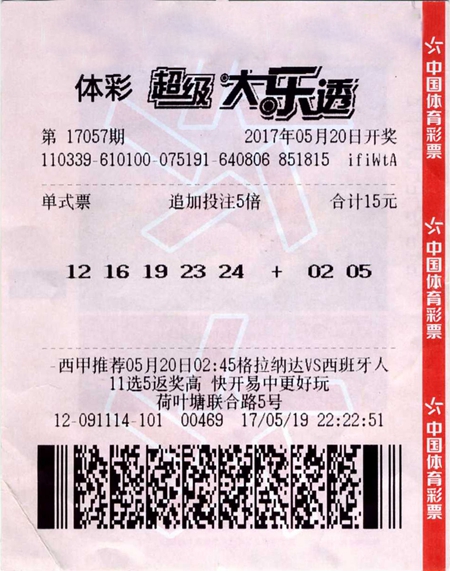 体彩 超级大乐透
第 17057期 2017年05月20日开奖
110339-610100-075191-640806 851815 ifiWtA
单式票 追加投注5倍 合计15元
12 16 19 23 24 + 02 05
西甲推荐05月20日02:45格拉纳达VS西班牙人
11选5返奖高 快开易中更好玩
荷叶塘联合路5号
12-091114-101 00469 17/05/19 22:22:51
中国体育彩票
中国体育彩票
中国体育彩票